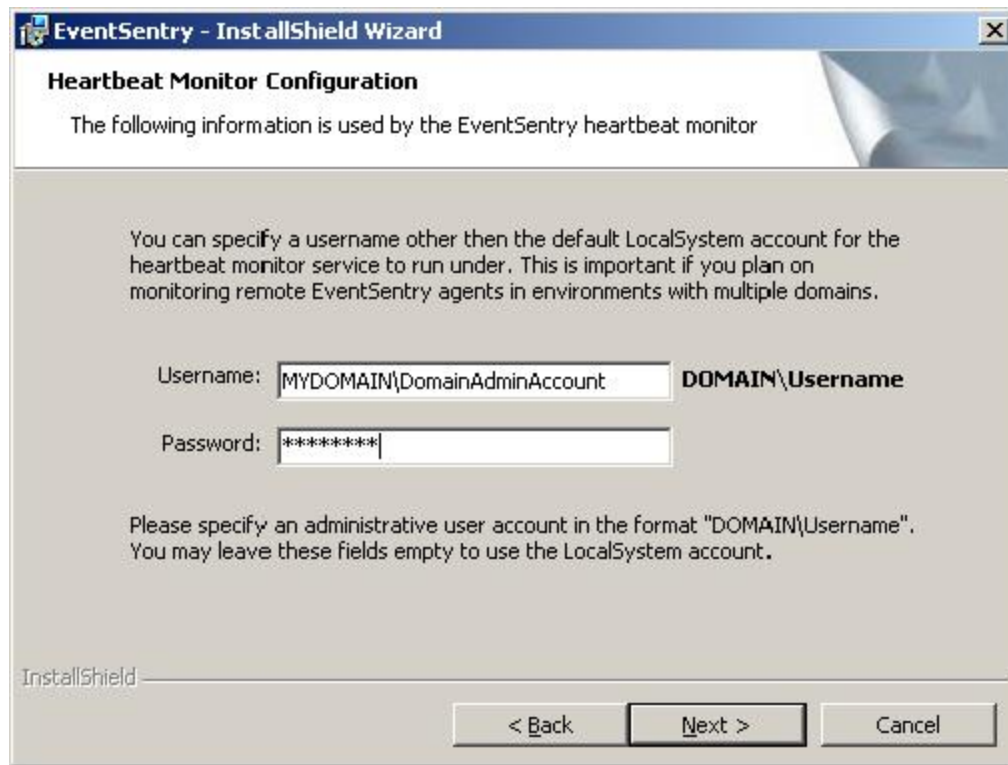 EventSentry - InstallShield Wizard
Heartbeat Monitor Configuration
The following information is used by the EventSentry heartbeat monitor
You can specify a username other then the default LocalSystem account for the
heartbeat monitor service to run under. This is important if you plan on
monitoring remote EventSentry agents in environments with multiple domains.
Username: MYDOMAIN\DomainAdminAccount DOMAIN\Username
Password: ********
Please specify an administrative user account in the format "DOMAIN\Username".
You may leave these fields empty to use the LocalSystem account.
InstallShield
< Back Next > Cancel